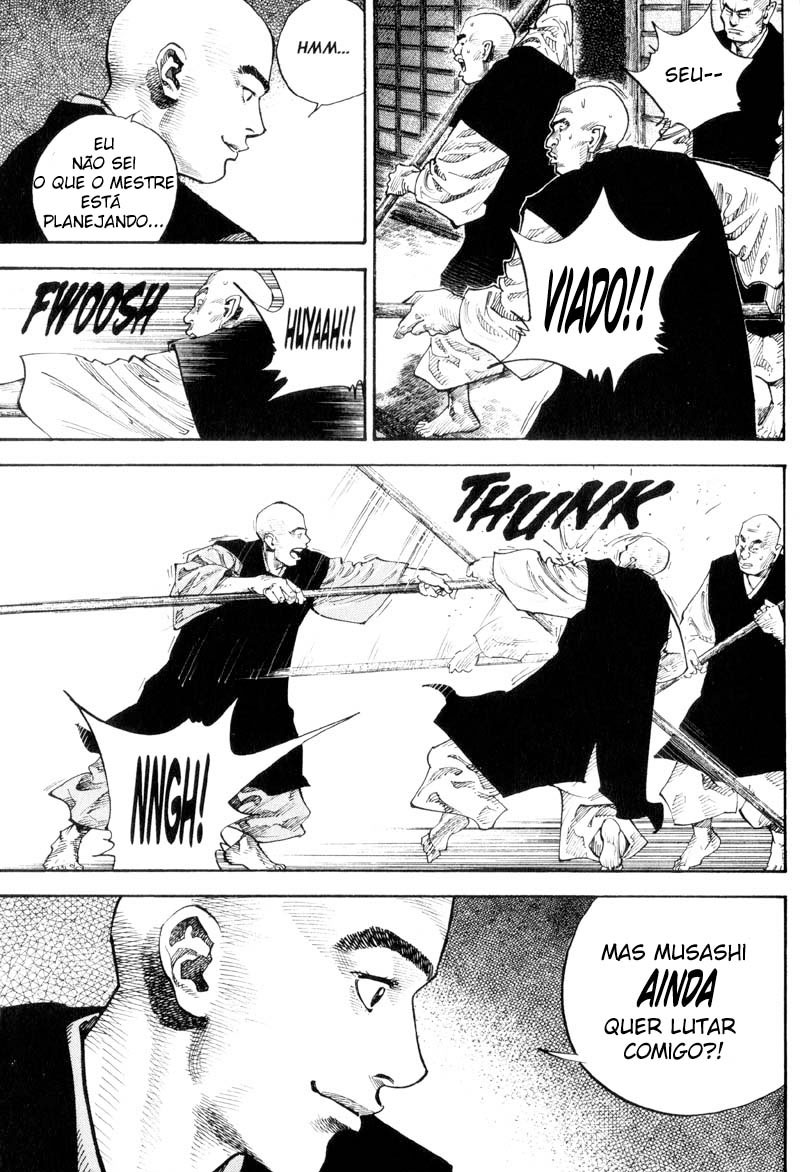 SEU--
VIADO!!
HMM...
EU
NÃO SEI
O QUE O MESTRE
ESTÁ
PLANEJANDO...
HUYAAH!!
FWOOSH
THUNK
NNGH!
MAS MUSASHI
AINDA
QUER LUTAR
COMIGO?!